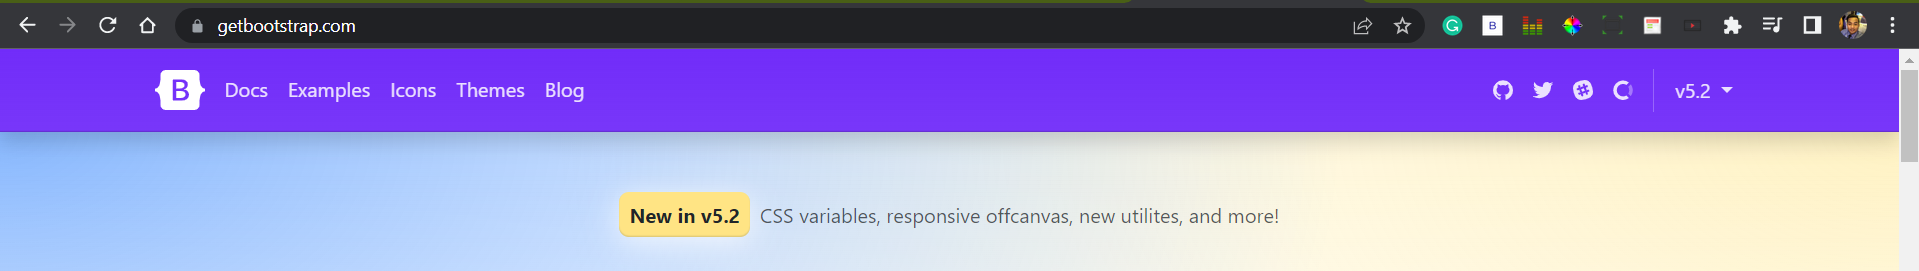 getbootstrap.com
B Docs Examples Icons Themes Blog v5.2
New in v5.2 CSS variables, responsive offcanvas, new utilites, and more!